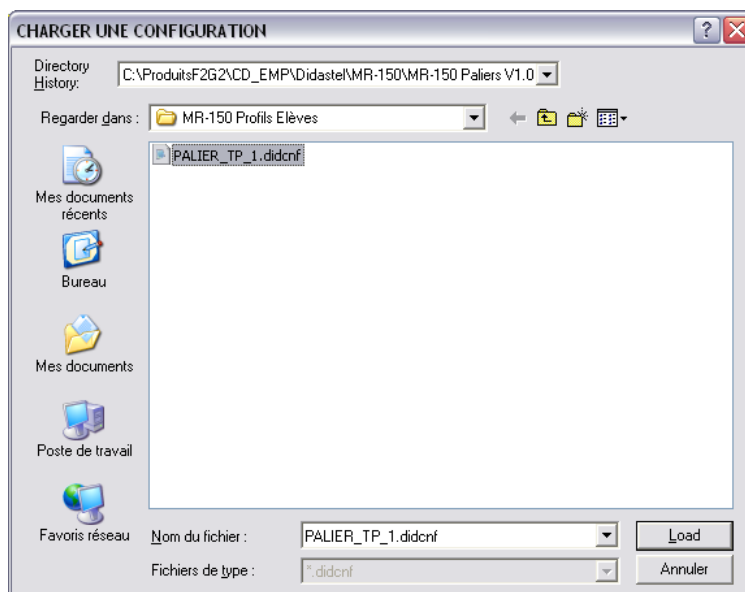 CHARGER UNE CONFIGURATION
Directory History:
C:\ProduitsF2G2\CD_EMP\Didastel\MR-150\MR-150 Paliers V1.0
Regarder dans :
MR-150 Profils Elèves
PALIER_TP_1.didcnf
Mes documents récents
Bureau
Mes documents
Poste de travail
Favoris réseau
Nom du fichier :
PALIER_TP_1.didcnf
Load
Fichiers de type :
*.didcnf
Annuler